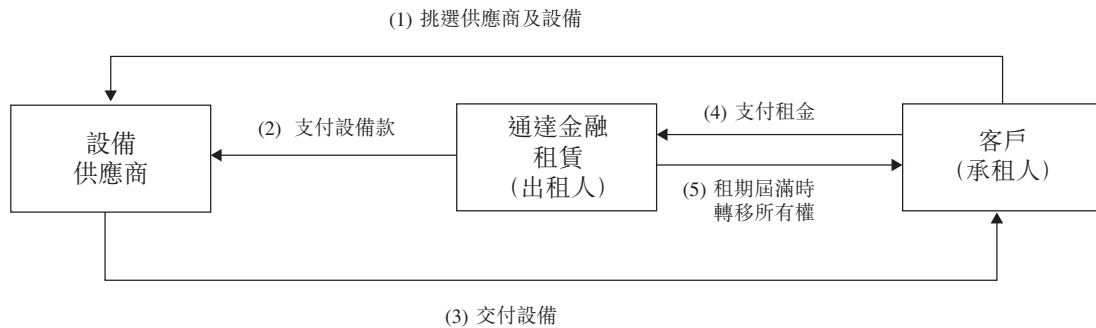 (1) 挑選供應商及設備
設備
供應商
(2) 支付設備款
通達金融
租賃
(出租人)
(4) 支付租金
(5) 租期屆滿時
轉移所有權
客戶
(承租人)
(3) 交付設備